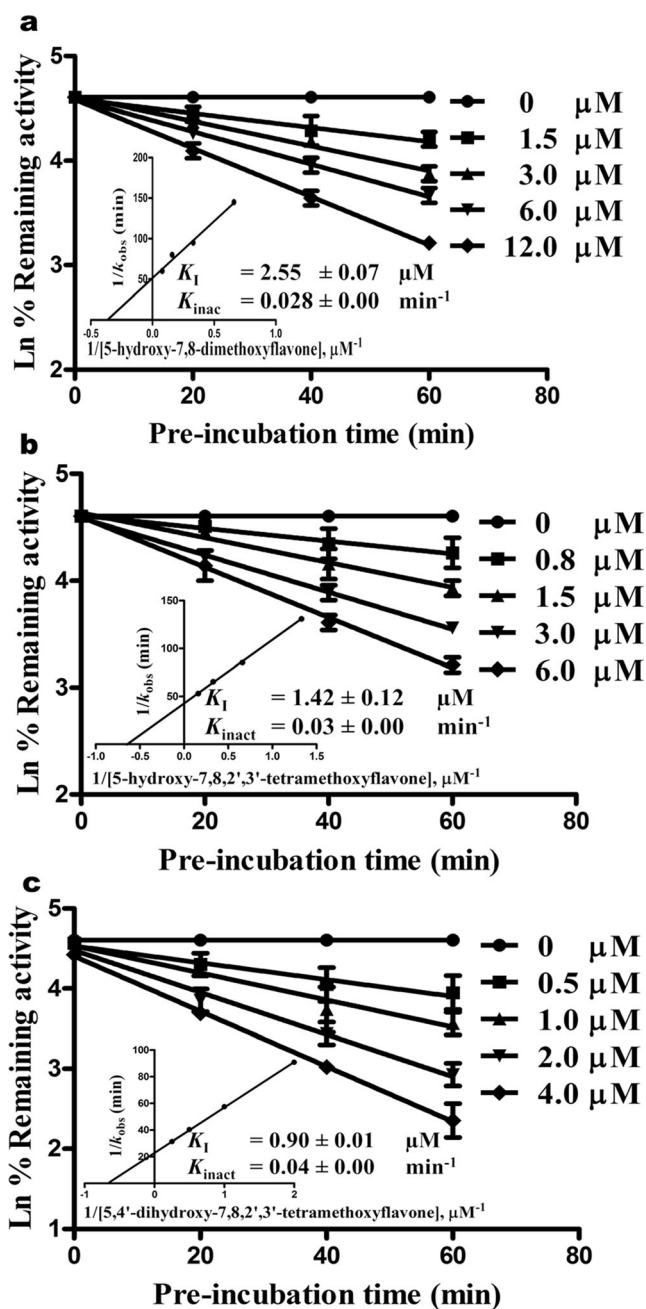 a
Ln % Remaining activity
5
4
3
2
0 20 40 60 80
Pre-incubation time (min)
0 μM
1.5 μM
3.0 μM
6.0 μM
12.0 μM
1/kobs (min)
200
150
100
50
-0.5 0.0 0.5 1.0
KI = 2.55 ± 0.07 μM
Kinac = 0.028 ± 0.00 min-1
1/[5-hydroxy-7,8-dimethoxyflavone], μM-1
b
Ln % Remaining activity
5
4
3
2
0 20 40 60 80
Pre-incubation time (min)
0 μM
0.8 μM
1.5 μM
3.0 μM
6.0 μM
1/kobs (min)
150
100
50
-1.0 -0.5 0.0 0.5 1.0 1.5
KI = 1.42 ± 0.12 μM
Kinact = 0.03 ± 0.00 min-1
1/[5-hydroxy-7,8,2',3'-tetramethoxyflavone], μM-1
c
Ln % Remaining activity
5
4
3
2
1
0 20 40 60 80
Pre-incubation time (min)
0 μM
0.5 μM
1.0 μM
2.0 μM
4.0 μM
1/kobs (min)
100
80
60
40
20
-1 0 1 2
KI = 0.90 ± 0.01 μM
Kinact = 0.04 ± 0.00 min-1
1/[5,4'-dihydroxy-7,8,2',3'-tetramethoxyflavone], μM-1